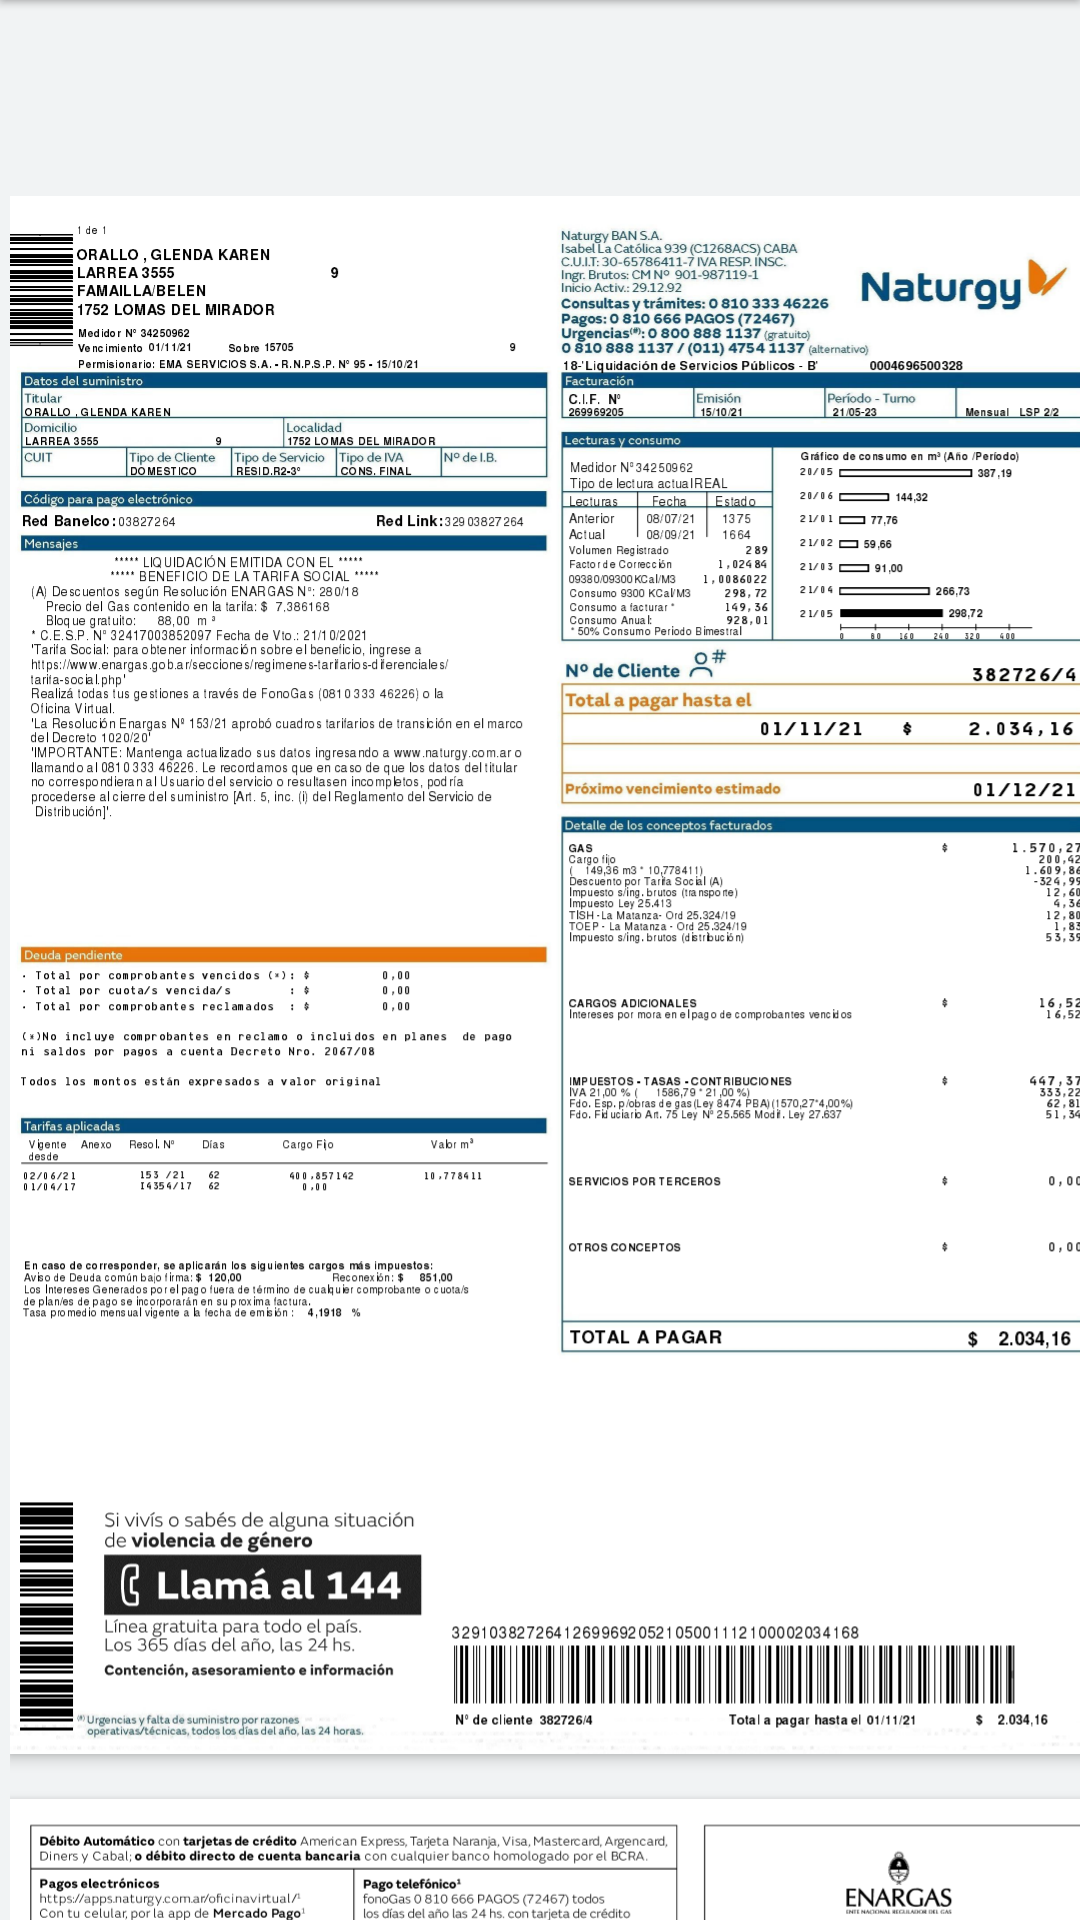 1 de 1
ORALLO , GLENDA KAREN
LARREA 3555 9
FAMAILLA/BELEN
1752 LOMAS DEL MIRADOR
Medidor Nº 34250962
Vencimiento 01/11/21 Sobre 15705 9
Permisionario: EMA SERVICIOS S.A. - R.N.P.S.P. Nº 95 - 15/10/21
Datos del suministro
Titular
ORALLO , GLENDA KAREN
Domicilio Localidad
LARREA 3555 9 1752 LOMAS DEL MIRADOR
CUIT Tipo de Cliente Tipo de Servicio Tipo de IVA Nº de I.B.
DOMESTICO RESID.R2-3º CONS. FINAL
Código para pago electrónico
Red Banelco: 03827264 Red Link: 32903827264
Mensajes
***** LIQUIDACIÓN EMITIDA CON EL *****
***** BENEFICIO DE LA TARIFA SOCIAL *****
(A) Descuentos según Resolución ENARGAS Nº: 280/18
Precio del Gas contenido en la tarifa: $ 7,386168
Bloque gratuito: 88,00 m ³
* C.E.S.P. Nº 32417003852097 Fecha de Vto.: 21/10/2021
'Tarifa Social: para obtener información sobre el beneficio, ingrese a
https://www.enargas.gob.ar/secciones/regimenes-tarifarios-diferenciales/
tarifa-social.php'
Realizá todas tus gestiones a través de FonoGas (0810 333 46226) o la
Oficina Virtual.
'La Resolución Enargas Nº 153/21 aprobó cuadros tarifarios de transición en el marco
del Decreto 1020/20'
'IMPORTANTE: Mantenga actualizado sus datos ingresando a www.naturgy.com.ar o
llamando al 0810 333 46226. Le recordamos que en caso de que los datos del titular
no correspondieran al Usuario del servicio o resultasen incompletos, podría
procederse al cierre del suministro [Art. 5, inc. (i) del Reglamento del Servicio de
Distribución]'.
Deuda pendiente
· Total por comprobantes vencidos (*): $ 0,00
· Total por cuota/s vencida/s : $ 0,00
· Total por comprobantes reclamados : $ 0,00
(*)No incluye comprobantes en reclamo o incluidos en planes de pago
ni saldos por pagos a cuenta Decreto Nro. 2067/08
Todos los montos están expresados a valor original
Tarifas aplicadas
Vigente desde Anexo Resol. Nº Días Cargo Fijo Valor m³
02/06/21 153 /21 62 400,857142 10,778411
01/04/17 I4354/17 62 0,00
En caso de corresponder, se aplicarán los siguientes cargos más impuestos:
Aviso de Deuda común bajo firma: $ 120,00 Reconexión: $ 851,00
Los Intereses Generados por el pago fuera de término de cualquier comprobante o cuota/s
de plan/es de pago se incorporarán en su proxima factura.
Tasa promedio mensual vigente a la fecha de emisión : 4,1918 %
Naturgy BAN S.A.
Isabel La Católica 939 (C1268ACS) CABA
C.U.I.T: 30-65786411-7 IVA RESP. INSC.
Ingr. Brutos: CM Nº 901-987119-1
Inicio Activ.: 29.12.92
Consultas y trámites: 0 810 333 46226
Pagos: 0 810 666 PAGOS (72467)
Urgencias(#): 0 800 888 1137 (gratuito)
0 810 888 1137 / (011) 4754 1137 (alternativo)
Naturgy
18-'Liquidación de Servicios Públicos - B' 0004696500328
Facturación
C.I.F. Nº Emisión Período - Turno
269969205 15/10/21 21/05-23 Mensual LSP 2/2
Lecturas y consumo
Medidor Nº 34250962
Tipo de lectura actual REAL
Lecturas Fecha Estado
Anterior 08/07/21 1375
Actual 08/09/21 1664
Volumen Registrado 289
Factor de Corrección 1,02484
09380/09300KCal/M3 1,0086022
Consumo 9300 KCal/M3 298,72
Consumo a facturar * 149,36
Consumo Anual: 928,01
* 50% Consumo Periodo Bimestral
Gráfico de consumo en m³ (Año /Período)
20/05 387,19
20/06 144,32
21/01 77,76
21/02 59,66
21/03 91,00
21/04 266,73
21/05 298,72
0 80 160 240 320 400
Nº de Cliente # 382726/4
Total a pagar hasta el
01/11/21 $ 2.034,16
Próximo vencimiento estimado 01/12/21
Detalle de los conceptos facturados
GAS $ 1.570,27
Cargo fijo 200,42
( 149,36 m3 * 10,778411) 1.609,86
Descuento por Tarifa Social (A) -324,99
Impuesto s/ing. brutos (transporte) 12,60
Impuesto Ley 25.413 4,36
TISH - La Matanza- Ord 25.324/19 12,80
TOEP - La Matanza - Ord 25.324/19 1,83
Impuesto s/ing. brutos (distribución) 53,39
CARGOS ADICIONALES $ 16,52
Intereses por mora en el pago de comprobantes vencidos 16,52
IMPUESTOS - TASAS - CONTRIBUCIONES $ 447,37
IVA 21,00 % ( 1586,79 * 21,00 %) 333,22
Fdo. Esp. p/obras de gas (Ley 8474 PBA) (1570,27*4,00%) 62,81
Fdo. Fiduciario Art. 75 Ley Nº 25.565 Modif. Ley 27.637 51,34
SERVICIOS POR TERCEROS $ 0,00
OTROS CONCEPTOS $ 0,00
TOTAL A PAGAR $ 2.034,16
Si vivís o sabés de alguna situación
de violencia de género
Llamá al 144
Línea gratuita para todo el país.
Los 365 días del año, las 24 hs.
Contención, asesoramiento e información
(#)Urgencias y falta de suministro por razones
operativas/técnicas, todos los días del año, las 24 horas.
32910382726412699692052105001112100002034168
Nº de cliente 382726/4 Total a pagar hasta el 01/11/21 $ 2.034,16
Débito Automático con tarjetas de crédito American Express, Tarjeta Naranja, Visa, Mastercard, Argencard,
Diners y Cabal; o débito directo de cuenta bancaria con cualquier banco homologado por el BCRA.
Pagos electrónicos
https://apps.naturgy.com.ar/oficinavirtual/¹
Con tu celular, por la app de Mercado Pago¹
Pago telefónico¹
fonoGas 0 810 666 PAGOS (72467) todos
los días del año las 24 hs. con tarjeta de crédito
ENARGAS
ENTE NACIONAL REGULADOR DEL GAS